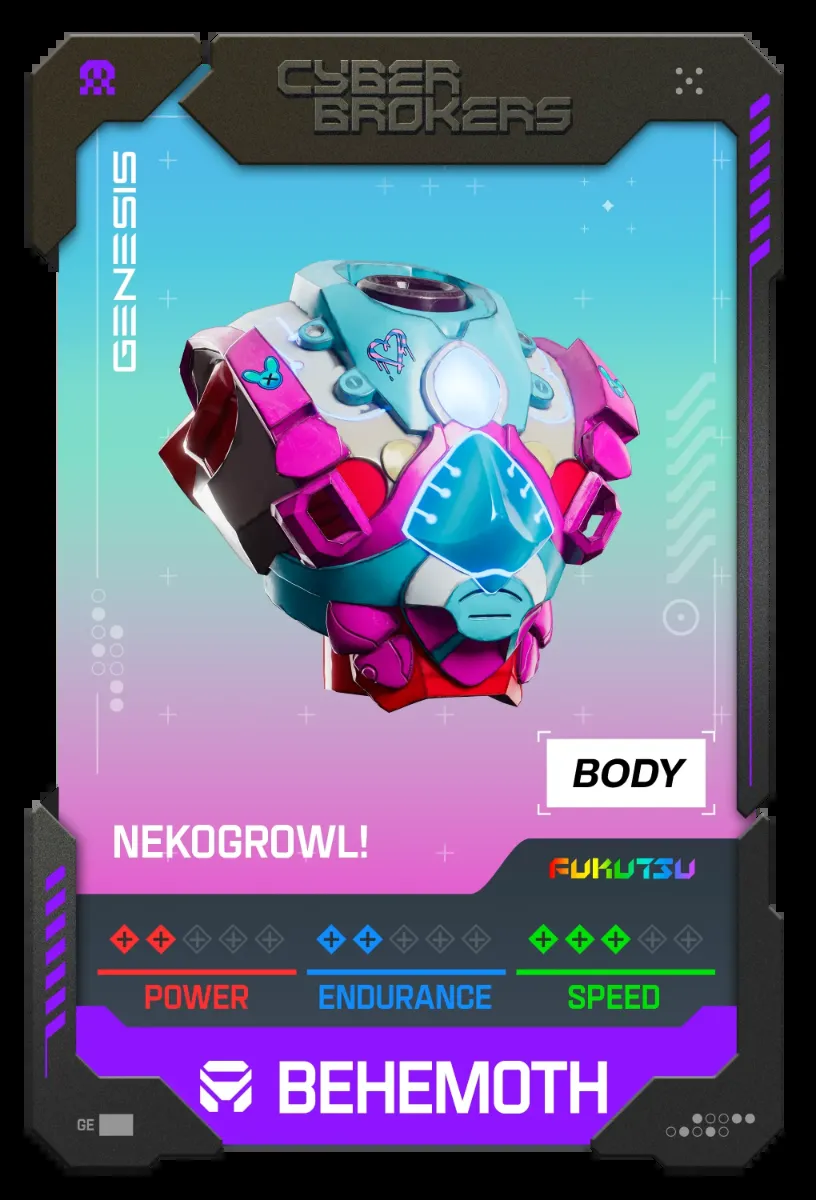 CYBER
BROKERS
GENESIS
BODY
NEKOGROWL!
FUKUTSU
POWER
ENDURANCE
SPEED
BEHEMOTH
GE